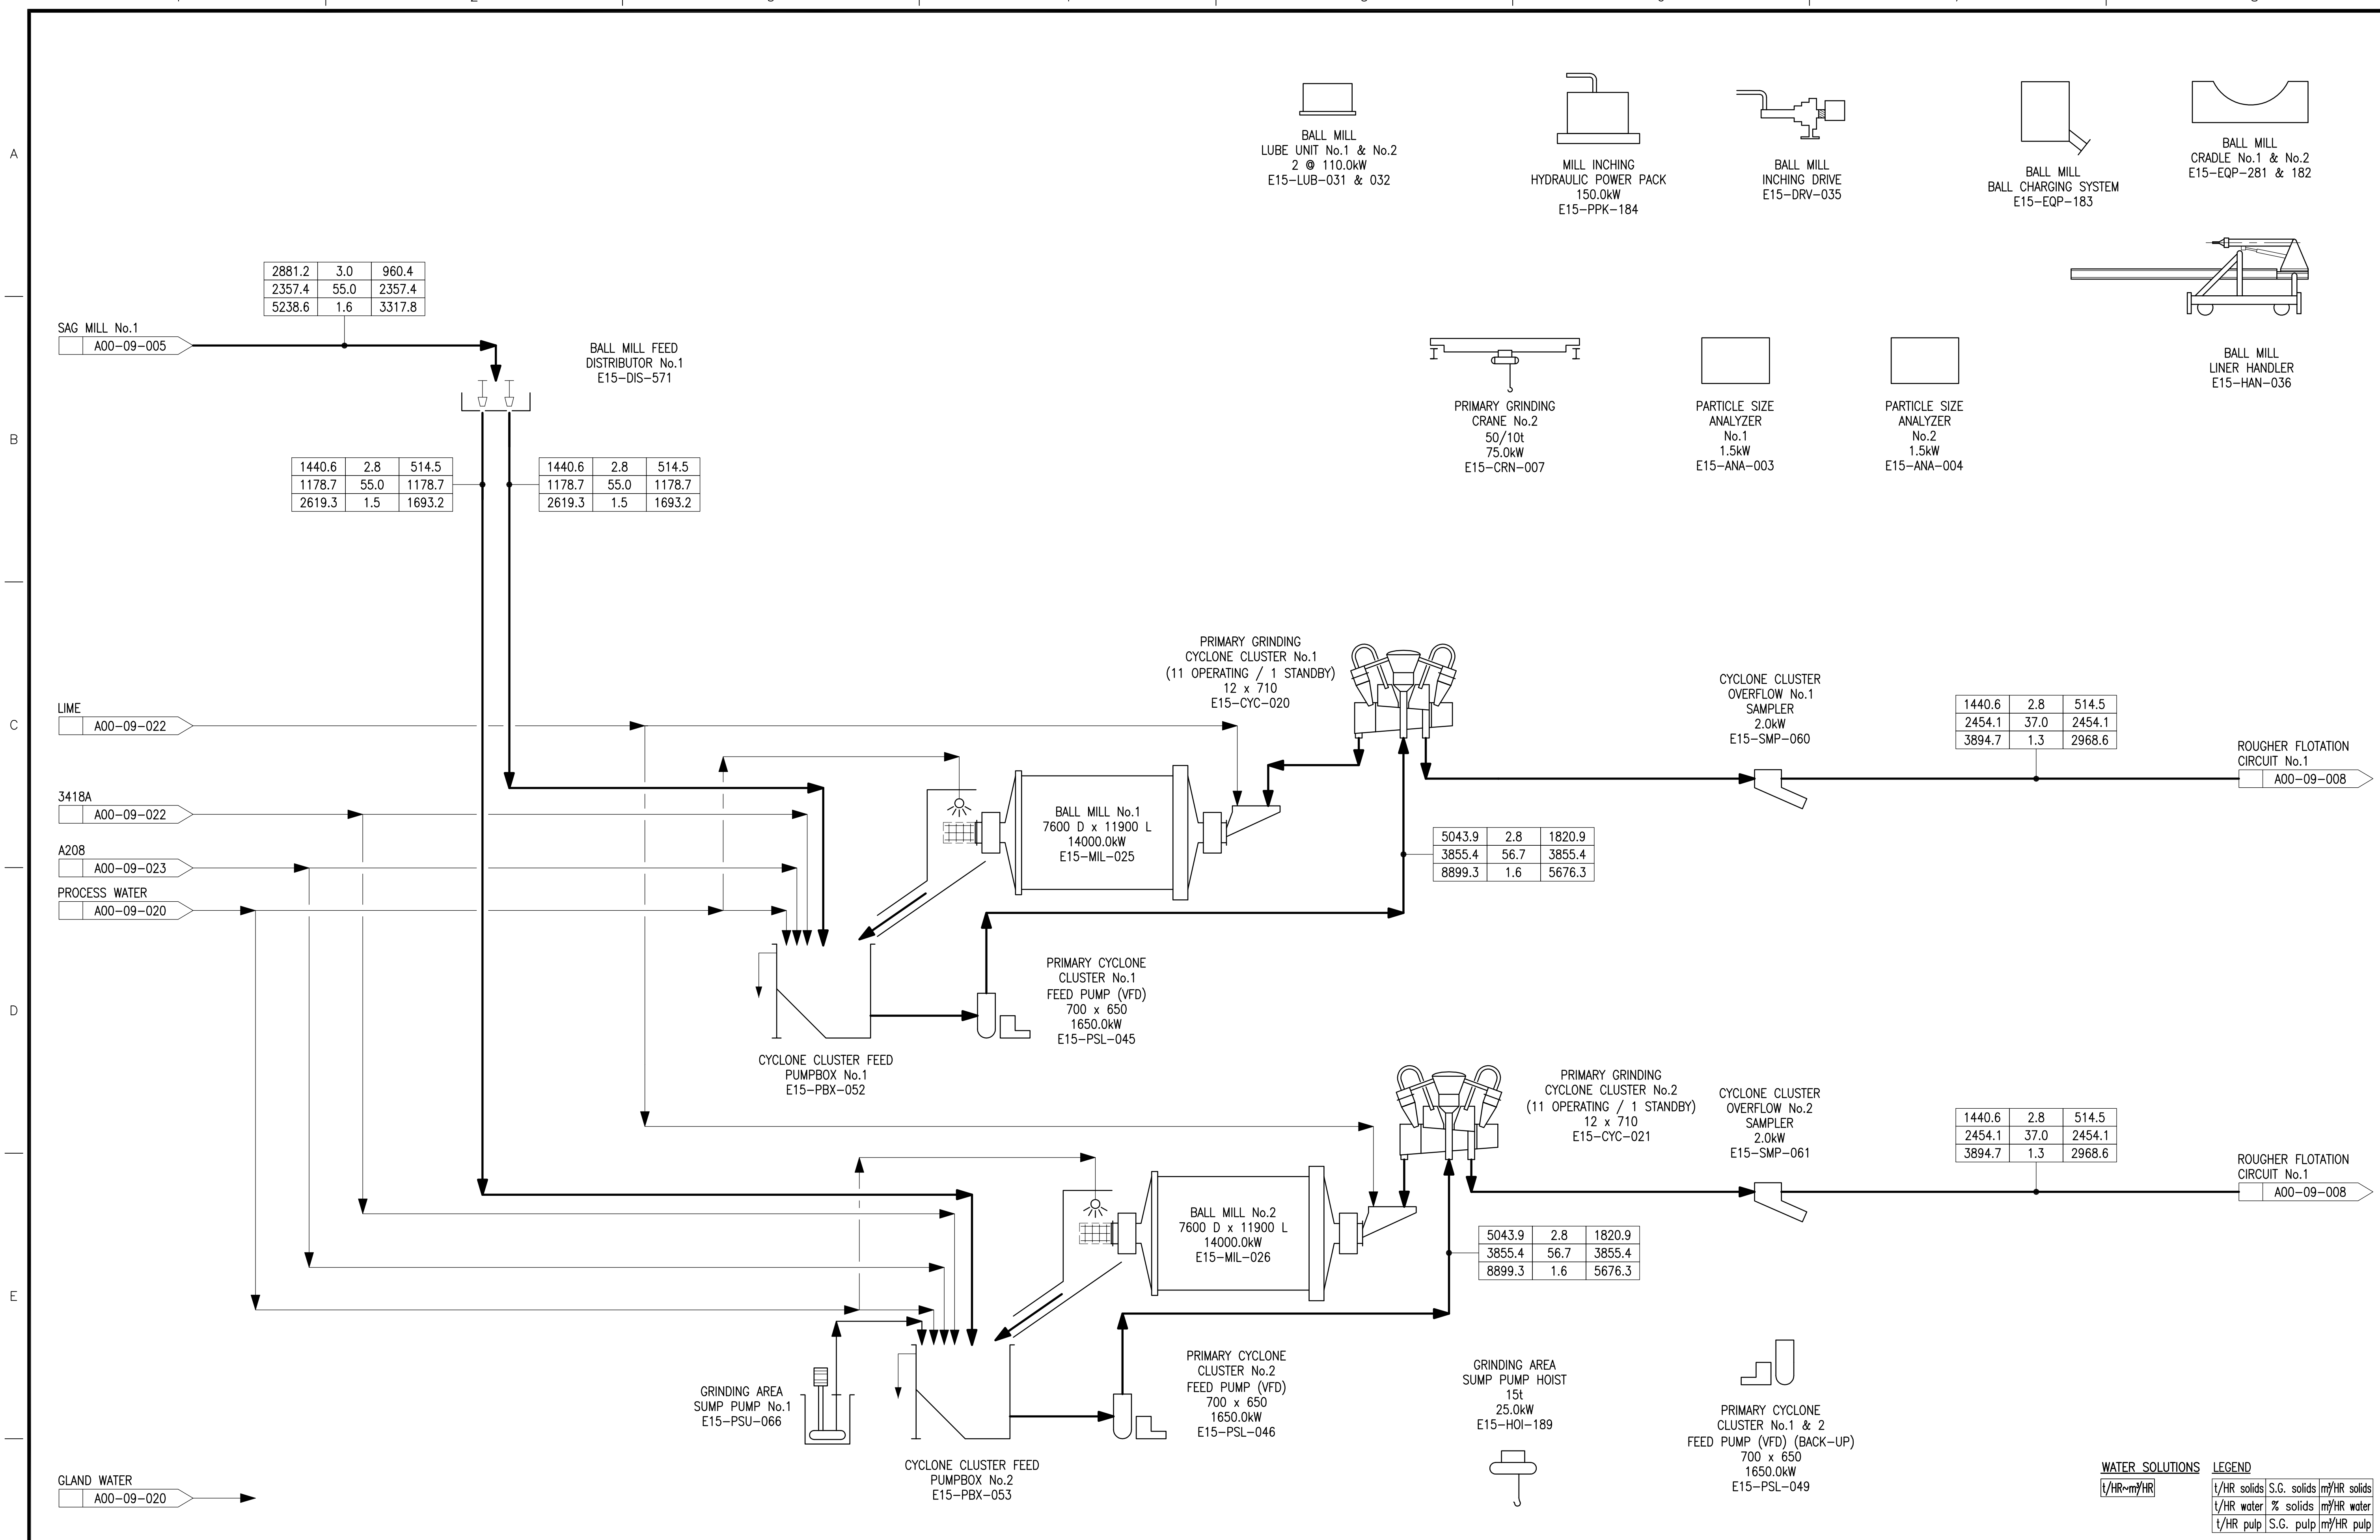 BALL MILL
LUBE UNIT No.1 & No.2
2 @ 110.0kW
E15-LUB-031 & 032
MILL INCHING
HYDRAULIC POWER PACK
150.0kW
E15-PPK-184
BALL MILL
INCHING DRIVE
E15-DRV-035
BALL MILL
BALL CHARGING SYSTEM
E15-EQP-183
BALL MILL
CRADLE No.1 & No.2
E15-EQP-281 & 182
A
2881.2 3.0 960.4
2357.4 55.0 2357.4
5238.6 1.6 3317.8
SAG MILL No.1
A00-09-005
BALL MILL FEED
DISTRIBUTOR No.1
E15-DIS-571
BALL MILL
LINER HANDLER
E15-HAN-036
PRIMARY GRINDING
CRANE No.2
50/10t
75.0kW
E15-CRN-007
PARTICLE SIZE
ANALYZER
No.1
1.5kW
E15-ANA-003
PARTICLE SIZE
ANALYZER
No.2
1.5kW
E15-ANA-004
B
1440.6 2.8 514.5
1178.7 55.0 1178.7
2619.3 1.5 1693.2
1440.6 2.8 514.5
1178.7 55.0 1178.7
2619.3 1.5 1693.2
PRIMARY GRINDING
CYCLONE CLUSTER No.1
(11 OPERATING / 1 STANDBY)
12 x 710
E15-CYC-020
CYCLONE CLUSTER
OVERFLOW No.1
SAMPLER
2.0kW
E15-SMP-060
1440.6 2.8 514.5
2454.1 37.0 2454.1
3894.7 1.3 2968.6
ROUGHER FLOTATION
CIRCUIT No.1
A00-09-008
C
LIME
A00-09-022
3418A
A00-09-022
A208
A00-09-023
PROCESS WATER
A00-09-020
BALL MILL No.1
7600 D x 11900 L
14000.0kW
E15-MIL-025
5043.9 2.8 1820.9
3855.4 56.7 3855.4
8899.3 1.6 5676.3
D
PRIMARY CYCLONE
CLUSTER No.1
FEED PUMP (VFD)
700 x 650
1650.0kW
E15-PSL-045
CYCLONE CLUSTER FEED
PUMPBOX No.1
E15-PBX-052
PRIMARY GRINDING
CYCLONE CLUSTER No.2
(11 OPERATING / 1 STANDBY)
12 x 710
E15-CYC-021
CYCLONE CLUSTER
OVERFLOW No.2
SAMPLER
2.0kW
E15-SMP-061
1440.6 2.8 514.5
2454.1 37.0 2454.1
3894.7 1.3 2968.6
ROUGHER FLOTATION
CIRCUIT No.1
A00-09-008
BALL MILL No.2
7600 D x 11900 L
14000.0kW
E15-MIL-026
5043.9 2.8 1820.9
3855.4 56.7 3855.4
8899.3 1.6 5676.3
E
GRINDING AREA
SUMP PUMP No.1
E15-PSU-066
PRIMARY CYCLONE
CLUSTER No.2
FEED PUMP (VFD)
700 x 650
1650.0kW
E15-PSL-046
GRINDING AREA
SUMP PUMP HOIST
15t
25.0kW
E15-HOI-189
PRIMARY CYCLONE
CLUSTER No.1 & 2
FEED PUMP (VFD) (BACK-UP)
700 x 650
1650.0kW
E15-PSL-049
CYCLONE CLUSTER FEED
PUMPBOX No.2
E15-PBX-053
GLAND WATER
A00-09-020
WATER SOLUTIONS
t/HR~m³/HR
LEGEND
t/HR solids S.G. solids m³/HR solids
t/HR water % solids m³/HR water
t/HR pulp S.G. pulp m³/HR pulp